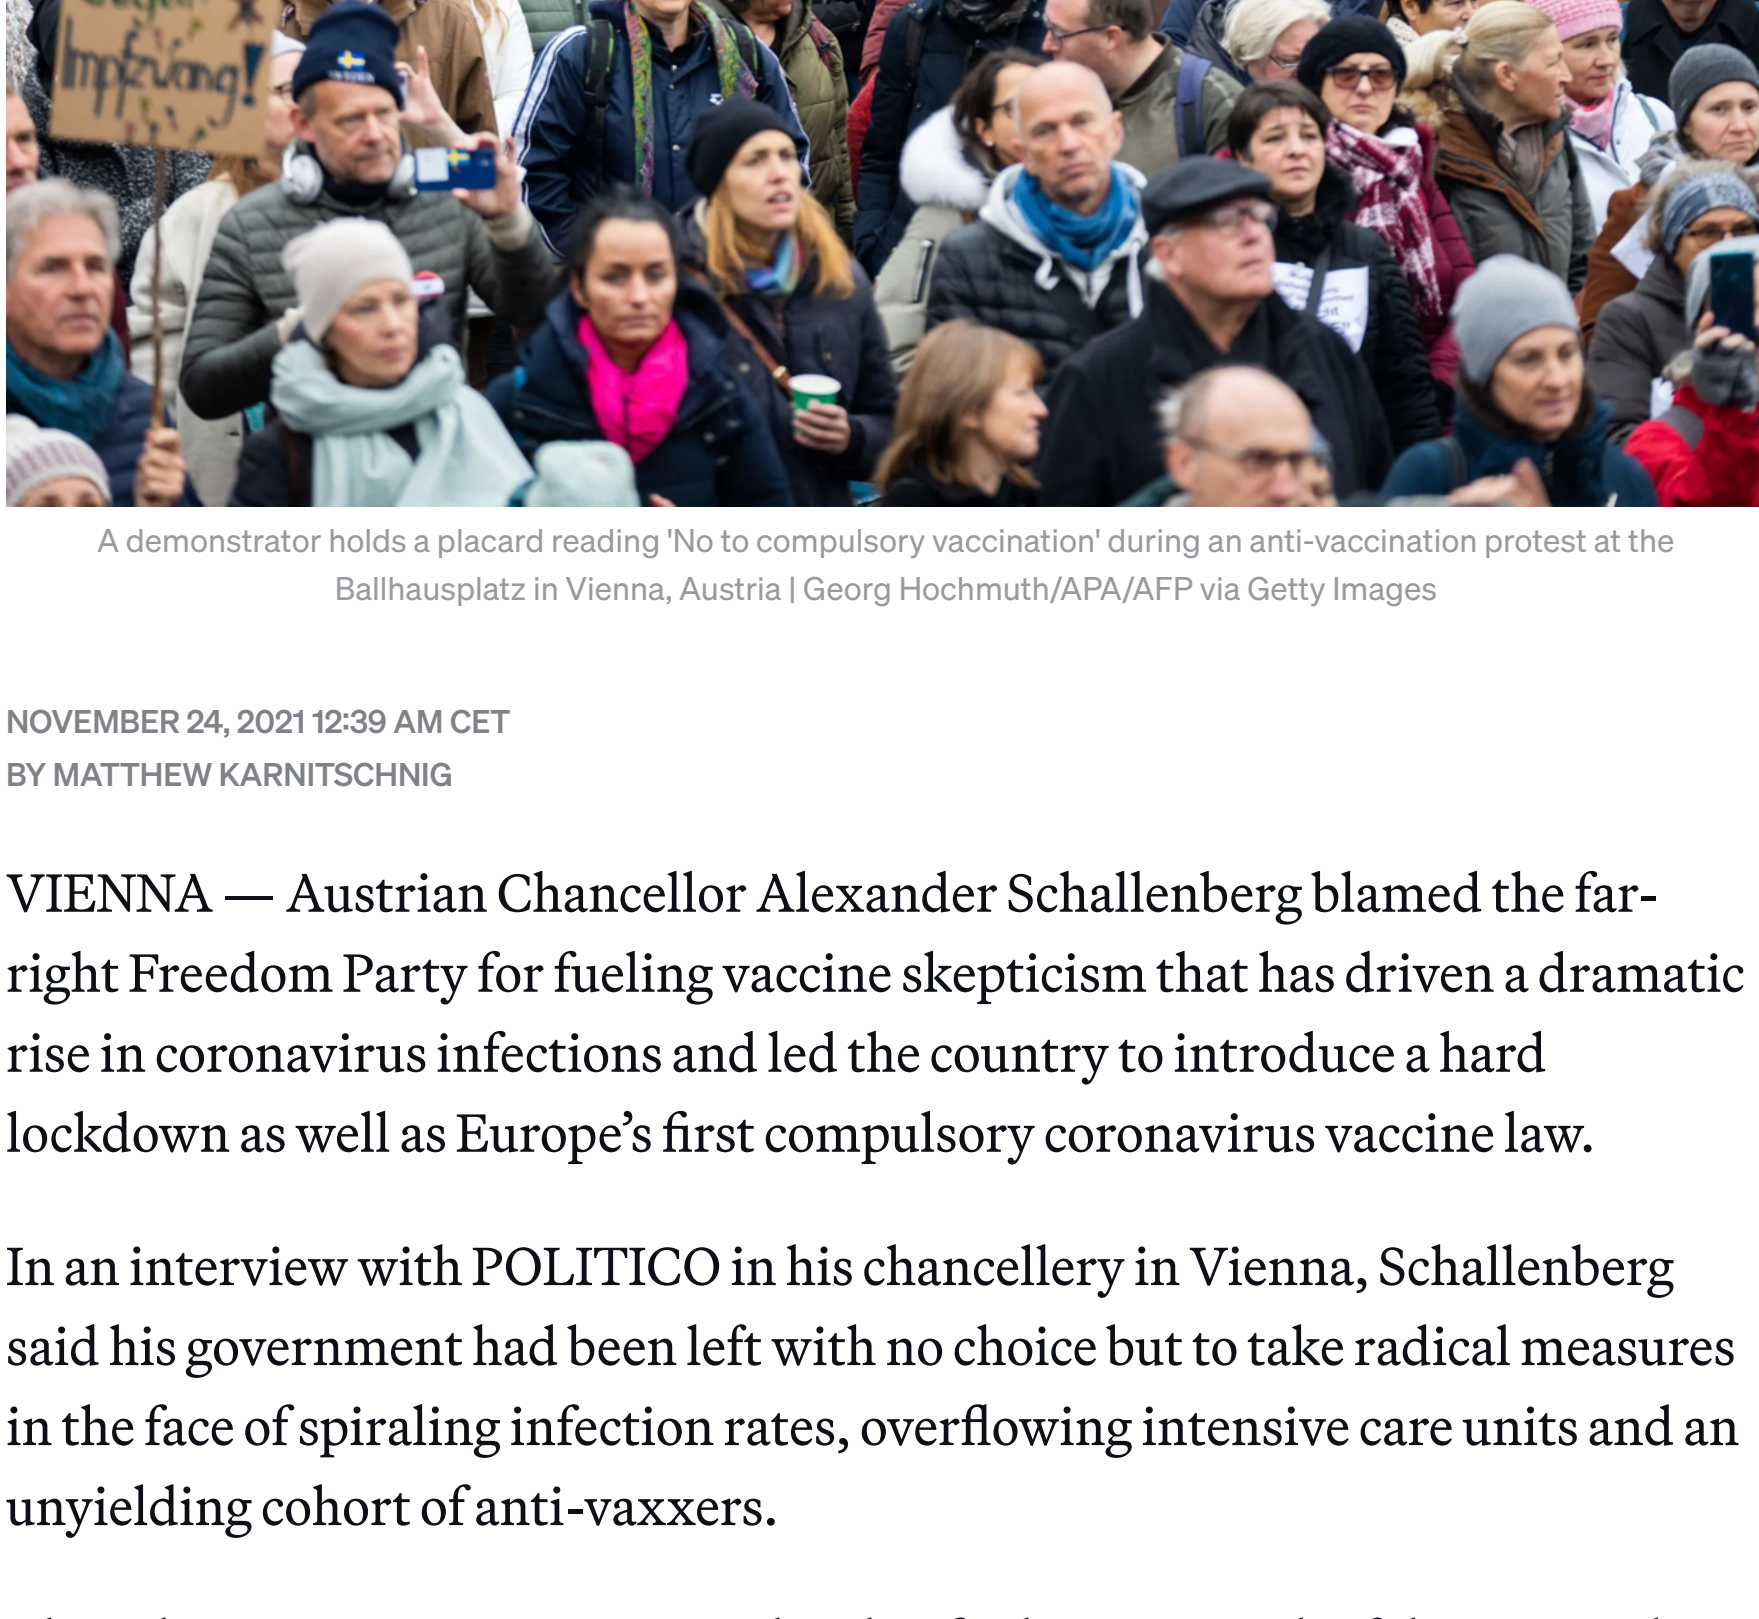 Gegen
Impfzwang!
A demonstrator holds a placard reading 'No to compulsory vaccination' during an anti-vaccination protest at the
Ballhausplatz in Vienna, Austria | Georg Hochmuth/APA/AFP via Getty Images
NOVEMBER 24, 2021 12:39 AM CET
BY MATTHEW KARNITSCHNIG
VIENNA — Austrian Chancellor Alexander Schallenberg blamed the far-
right Freedom Party for fueling vaccine skepticism that has driven a dramatic
rise in coronavirus infections and led the country to introduce a hard
lockdown as well as Europe’s first compulsory coronavirus vaccine law.
In an interview with POLITICO in his chancellery in Vienna, Schallenberg
said his government had been left with no choice but to take radical measures
in the face of spiraling infection rates, overflowing intensive care units and an
unyielding cohort of anti-vaxxers.